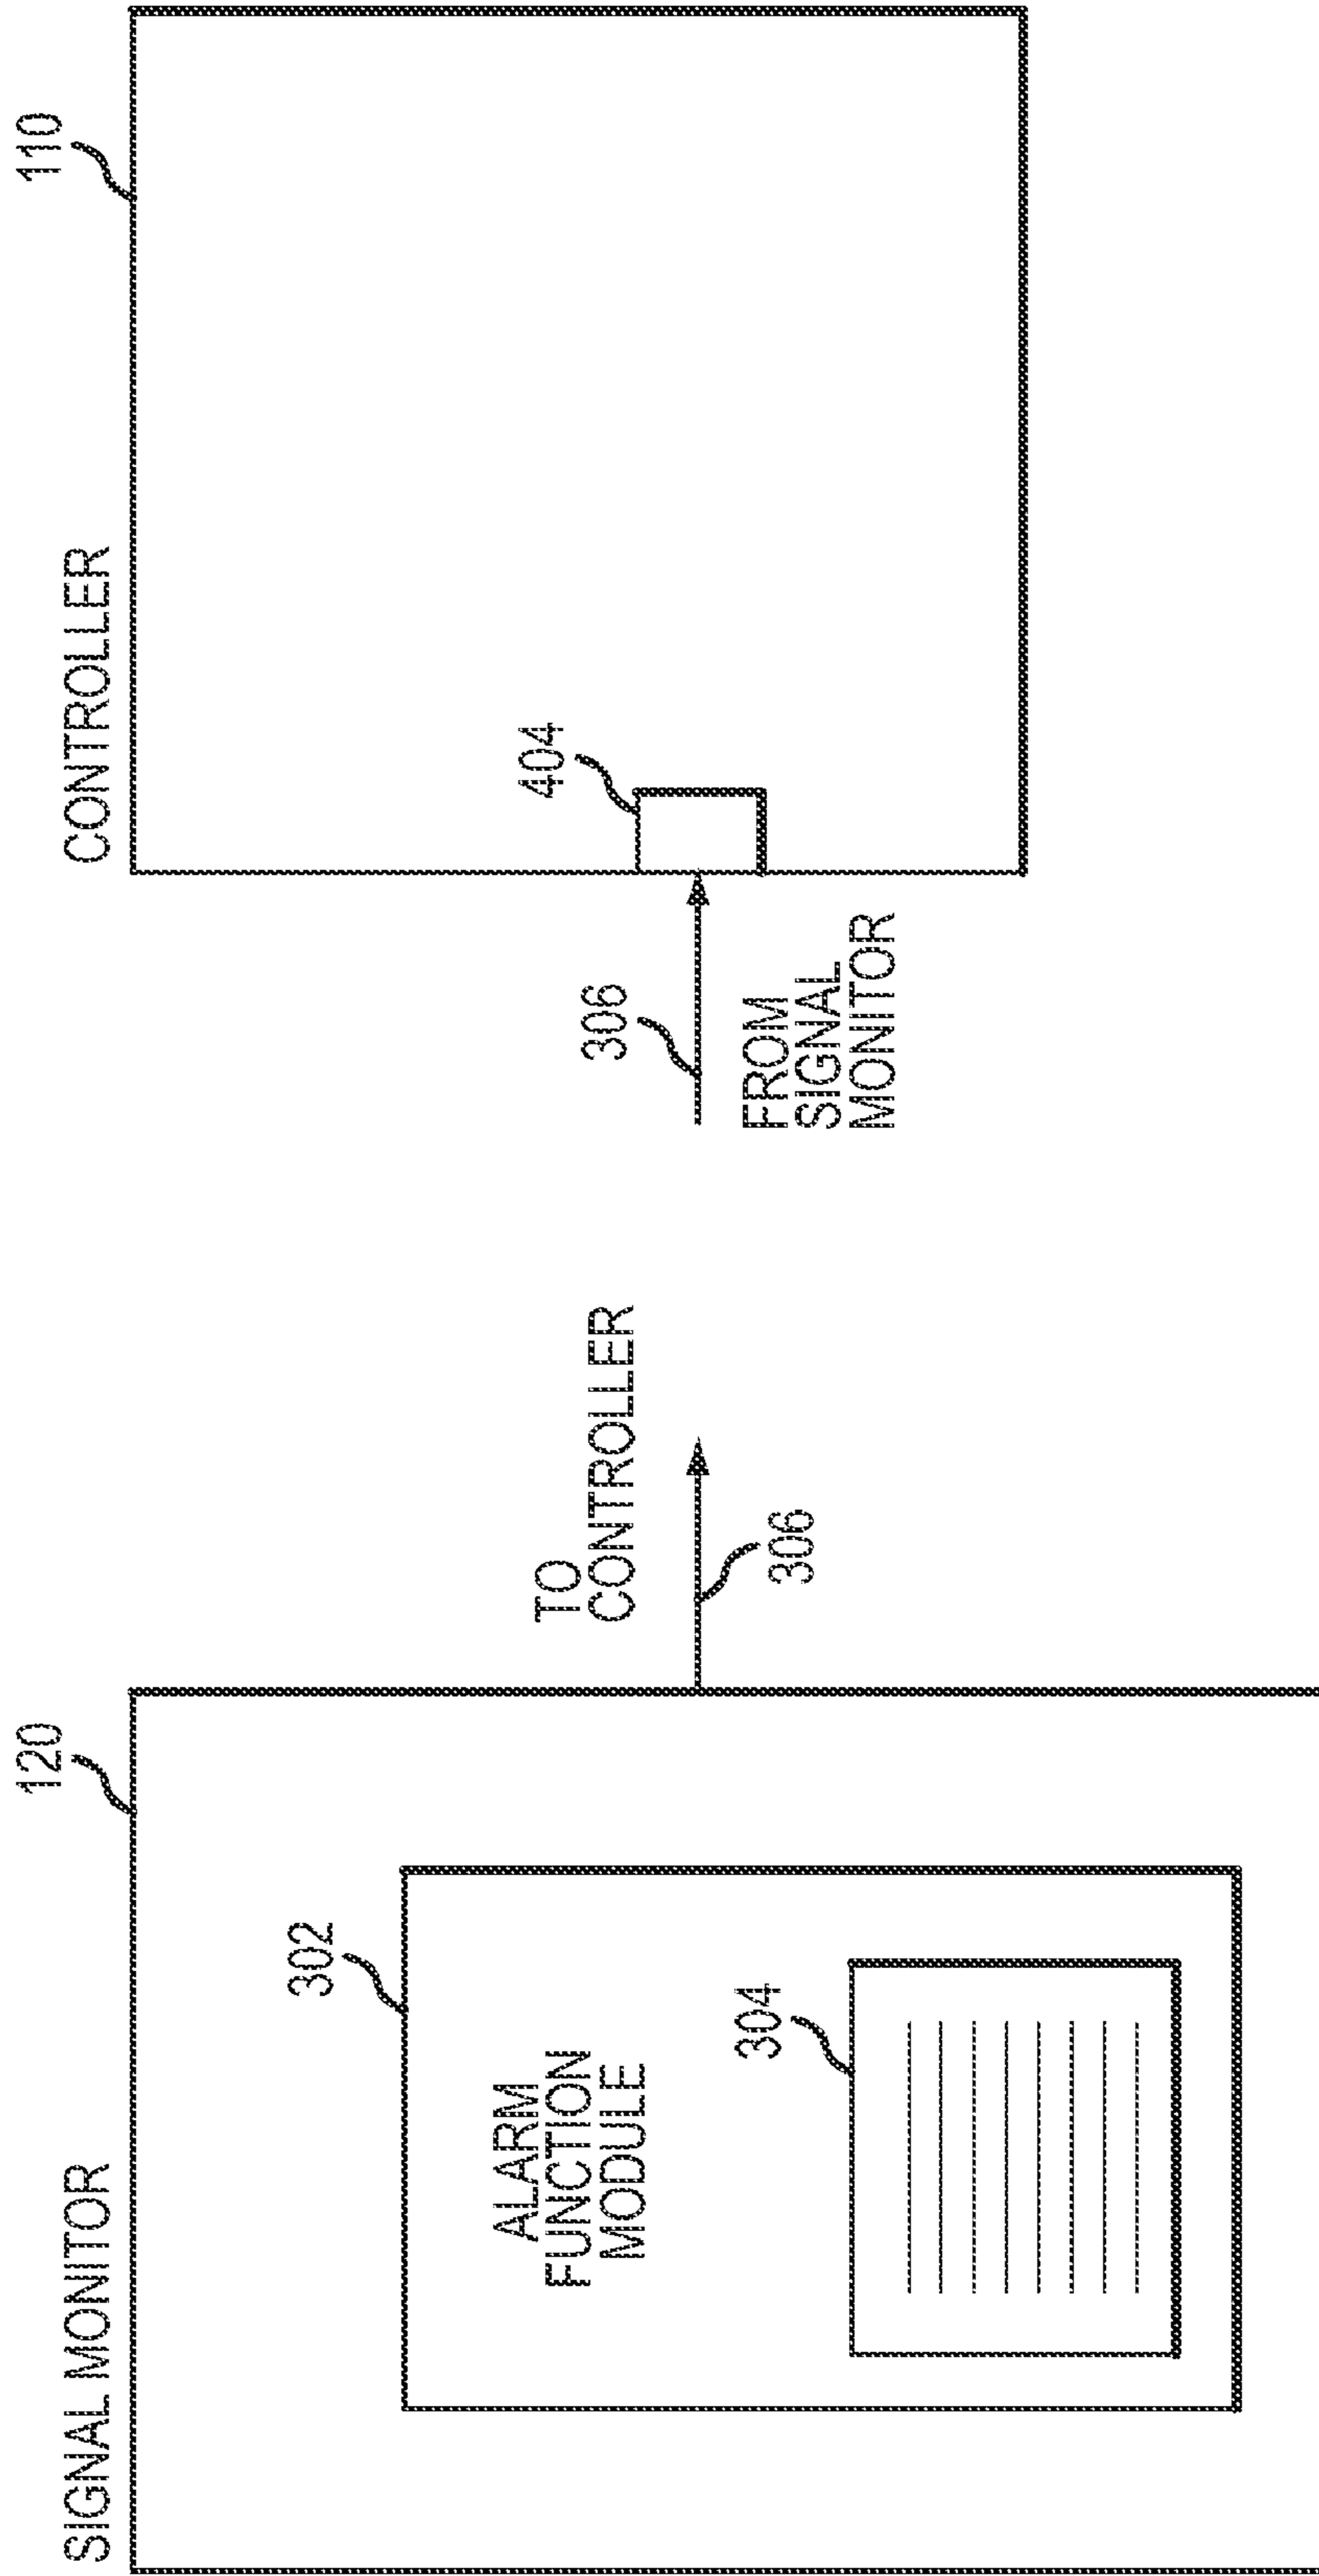 SIGNAL MONITOR
120
302
ALARM
FUNCTION
MODULE
304
TO
CONTROLLER
306
CONTROLLER
110
404
306
FROM
SIGNAL
MONITOR